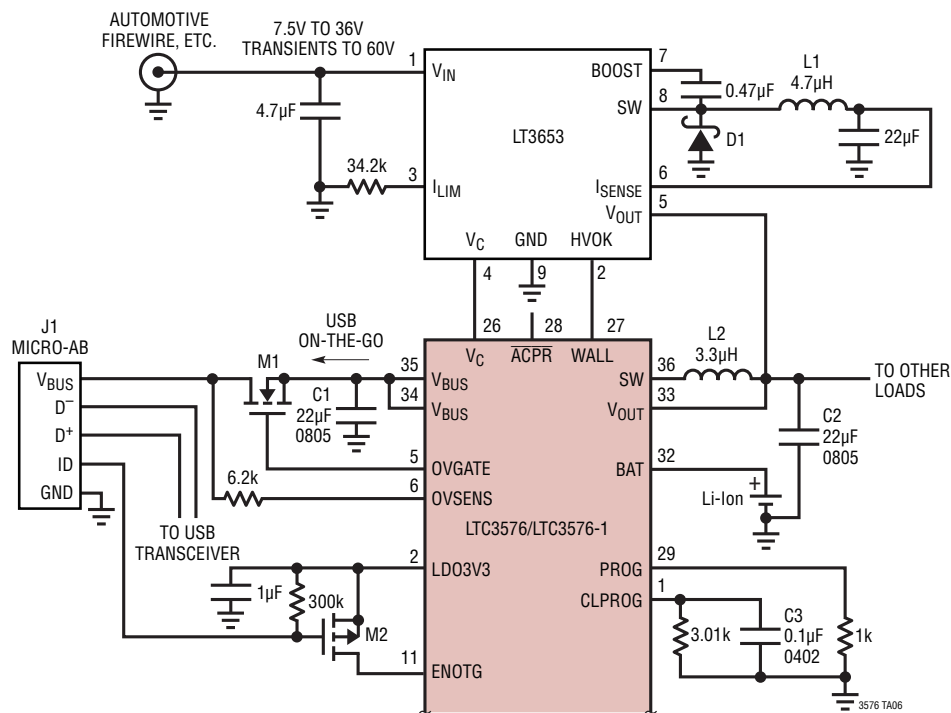 AUTOMOTIVE
FIREWIRE, ETC.
7.5V TO 36V
TRANSIENTS TO 60V
1
VIN
4.7µF
34.2k
3
ILIM
LT3653
BOOST
7
0.47µF
SW
8
D1
L1
4.7µH
22µF
ISENSE
6
VOUT
5
VC
GND
HVOK
4
9
2
26
28
27
VC
ACPR
WALL
J1
MICRO-AB
VBUS
D−
D+
ID
GND
TO USB
TRANSCEIVER
USB
ON-THE-GO
M1
C1
22µF
0805
35
VBUS
34
VBUS
5
OVGATE
6.2k
6
OVSENS
LTC3576/LTC3576-1
2
LDO3V3
1µF
300k
M2
11
ENOTG
SW
36
L2
3.3µH
VOUT
33
TO OTHER
LOADS
C2
22µF
0805
BAT
32
Li-Ion
+
PROG
29
CLPROG
1
3.01k
C3
0.1µF
0402
1k
3576 TA06